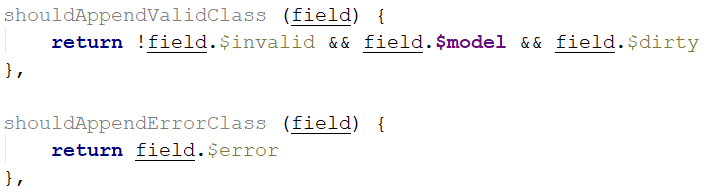 shouldAppendValidClass (field) {
    return !field.$invalid && field.$model && field.$dirty
},
shouldAppendErrorClass (field) {
    return field.$error
},